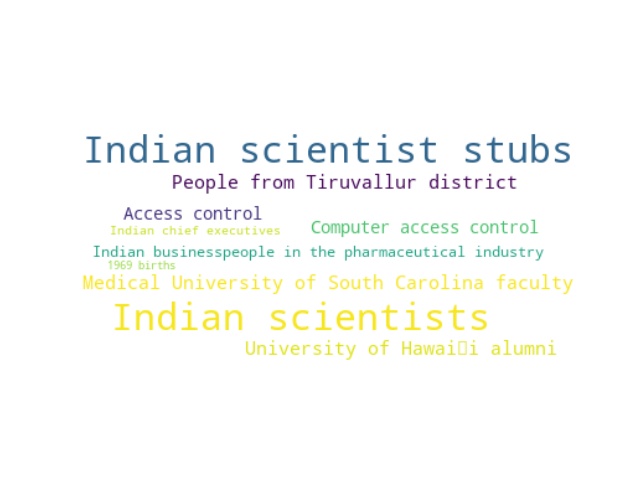 Indian scientist stubs
People from Tiruvallur district
Access control
Indian chief executives
Computer access control
Indian businesspeople in the pharmaceutical industry
1969 births
Medical University of South Carolina faculty
Indian scientists
University of Hawai▯i alumni